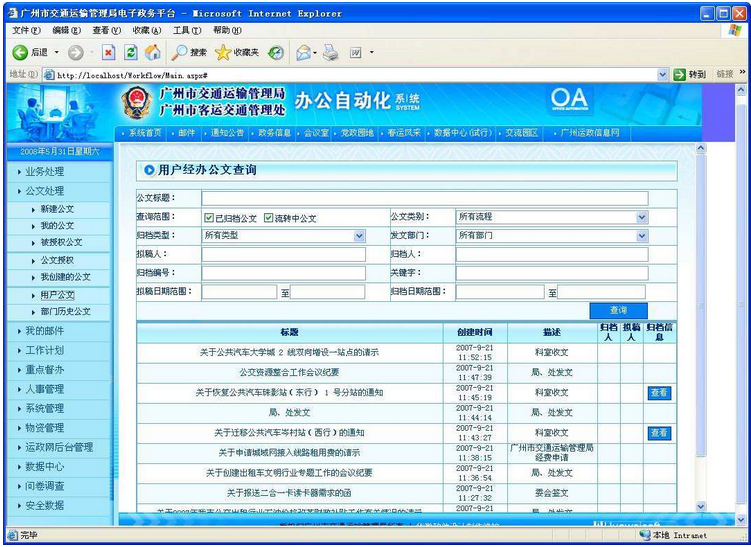 广州市交通运输管理局电子政务平台 - Microsoft Internet Explorer
文件(F) 编辑(E) 查看(V) 收藏(A) 工具(T) 帮助(H)
后退 搜索 收藏夹
地址(D) http://localhost/Workflow/Main.aspx# 转到 链接 »
广州市交通运输管理局
广州市客运交通管理处
办公自动化 系统 SYSTEM
OA
OFFICE AUTOMATION
系统首页 邮件 通知公告 政务信息 会议室 党政园地 春运风采 数据中心(试行) 交流园区 广州运政信息网
2008年5月31日星期六
业务处理
公文处理
新建公文
我的公文
被授权公文
公文授权
我创建的公文
用户公文
部门历史公文
我的邮件
工作计划
重点督办
人事管理
系统管理
物资管理
运政网后台管理
数据中心
问卷调查
安全数据
用户经办公文查询
公文标题：
查询范围： 已归档公文 流转中公文 公文类别： 所有流程
归档类型： 所有类型 发文部门： 所有部门
拟稿人： 归档人：
归档编号： 关键字：
拟稿日期范围： 至 归档日期范围： 至
查询
标题 创建时间 描述 归档人 拟稿人 归档信息
关于公共汽车大学城 2 线双向增设一站点的请示 2007-9-21 11:52:15 科室收文
公交资源整合工作会议纪要 2007-9-21 11:47:39 局、处发文
关于恢复公共汽车珠影站（东行） 1 号分站的通知 2007-9-21 11:45:19 科室收文 查看
局、处发文 2007-9-21 11:44:14 局、处发文
关于迁移公共汽车岑村站（西行）的通知 2007-9-21 11:43:27 科室收文 查看
关于申请城域网接入线路租用费的请示 2007-9-21 11:38:15 广州市交通运输管理局经费申请
关于创建出租车文明行业专题工作的会议纪要 2007-9-21 11:36:54 局、处发文
关于报送二合一卡读卡器需求的函 2007-9-21 11:27:32 委会签文
2007-9-21 局、处发文
完毕 本地 Intranet